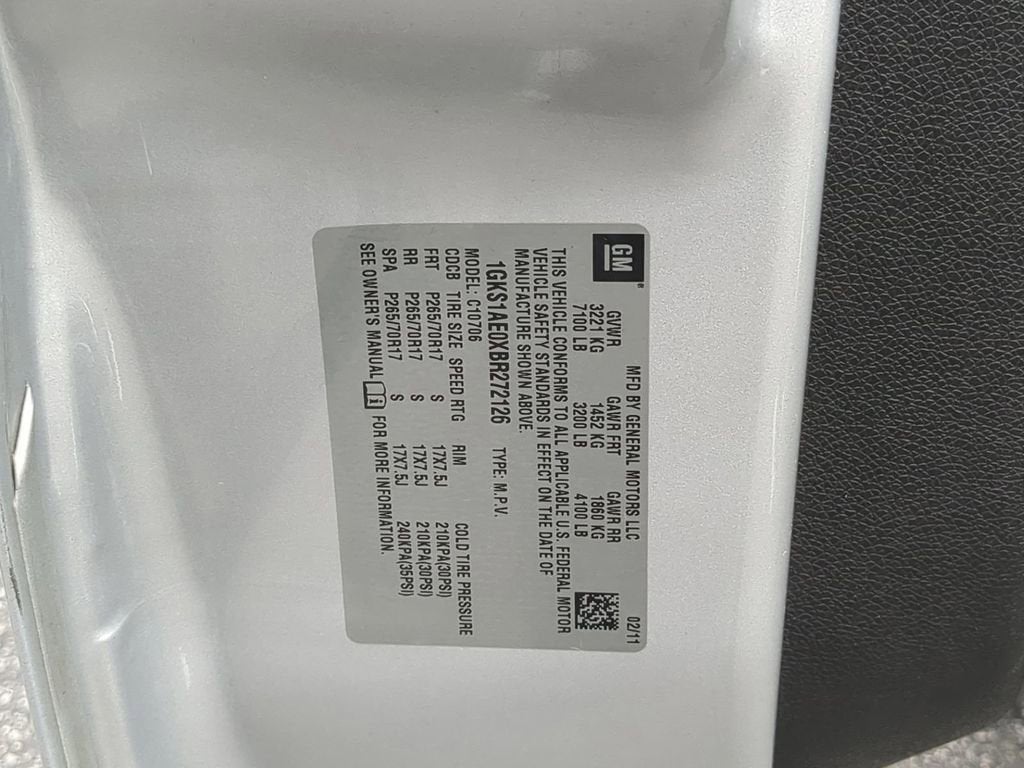 GM
®
MFD BY GENERAL MOTORS LLC 02/11
GVWR GAWR FRT GAWR RR
3221 KG 1452 KG 1860 KG
7100 LB 3200 LB 4100 LB
THIS VEHICLE CONFORMS TO ALL APPLICABLE U.S. FEDERAL MOTOR
VEHICLE SAFETY STANDARDS IN EFFECT ON THE DATE OF
MANUFACTURE SHOWN ABOVE.
1GKS1AE0XBR272126 TYPE: M.P.V.
MODEL: C10706
CDCB TIRE SIZE SPEED RTG RIM COLD TIRE PRESSURE
FRT P265/70R17 S 17X7.5J 210KPA(30PSI)
RR P265/70R17 S 17X7.5J 210KPA(30PSI)
SPA P265/70R17 S 17X7.5J 240KPA(35PSI)
SEE OWNER'S MANUAL i FOR MORE INFORMATION.